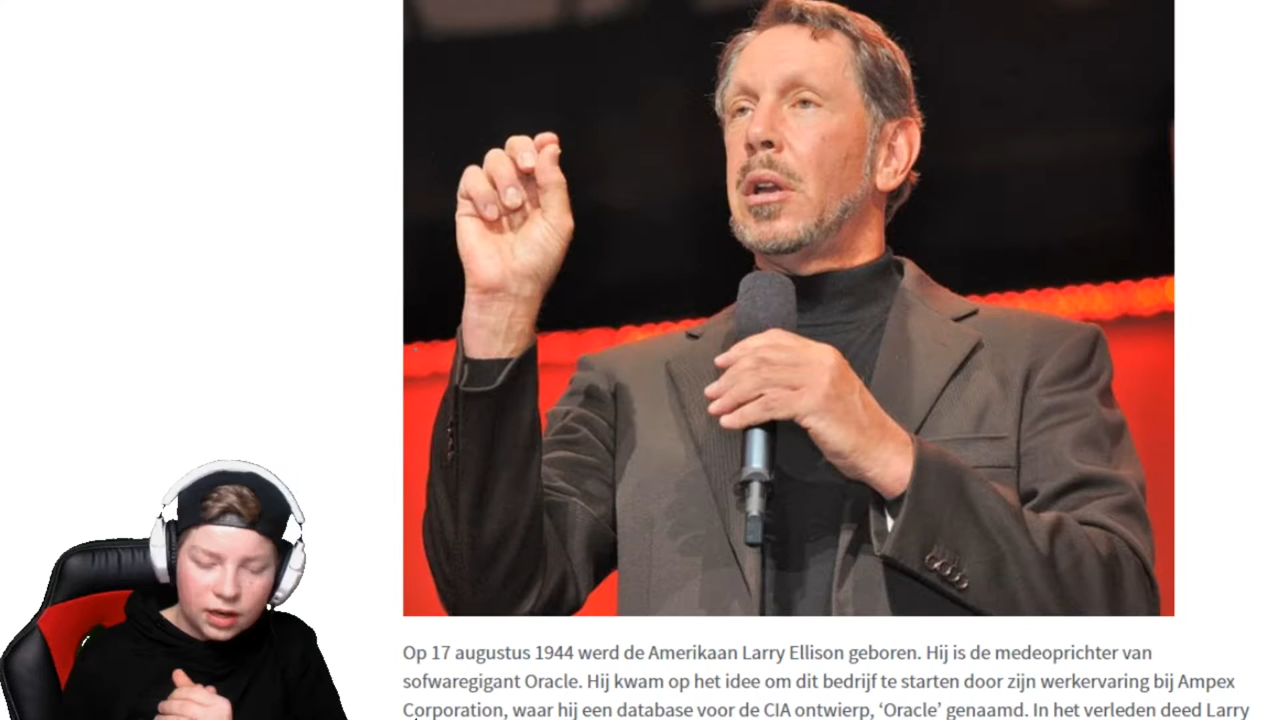 Op 17 augustus 1944 werd de Amerikaan Larry Ellison geboren. Hij is de medeoprichter van
sofwaregigant Oracle. Hij kwam op het idee om dit bedrijf te starten door zijn werkervaring bij Ampex
Corporation, waar hij een database voor de CIA ontwierp, ‘Oracle’ genaamd. In het verleden deed Larry